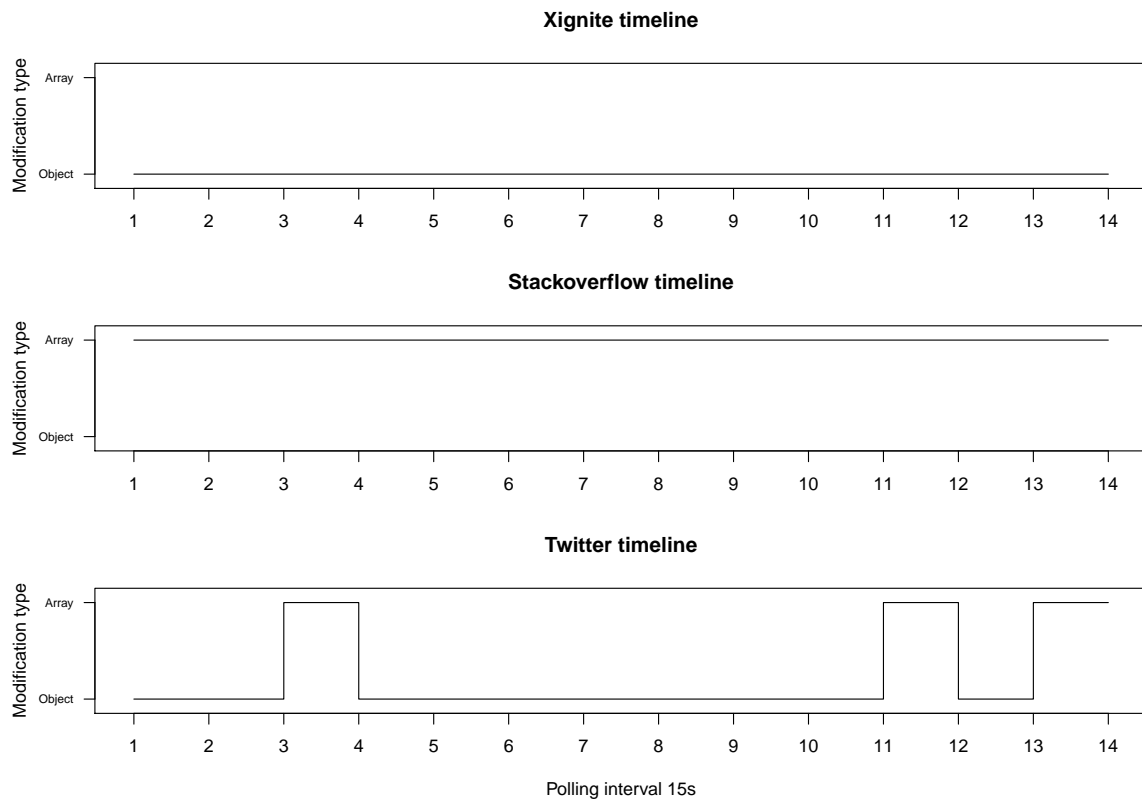 Xignite timeline
Modification type
Array
Object
1 2 3 4 5 6 7 8 9 10 11 12 13 14
Stackoverflow timeline
Modification type
Array
Object
1 2 3 4 5 6 7 8 9 10 11 12 13 14
Twitter timeline
Modification type
Array
Object
1 2 3 4 5 6 7 8 9 10 11 12 13 14
Polling interval 15s